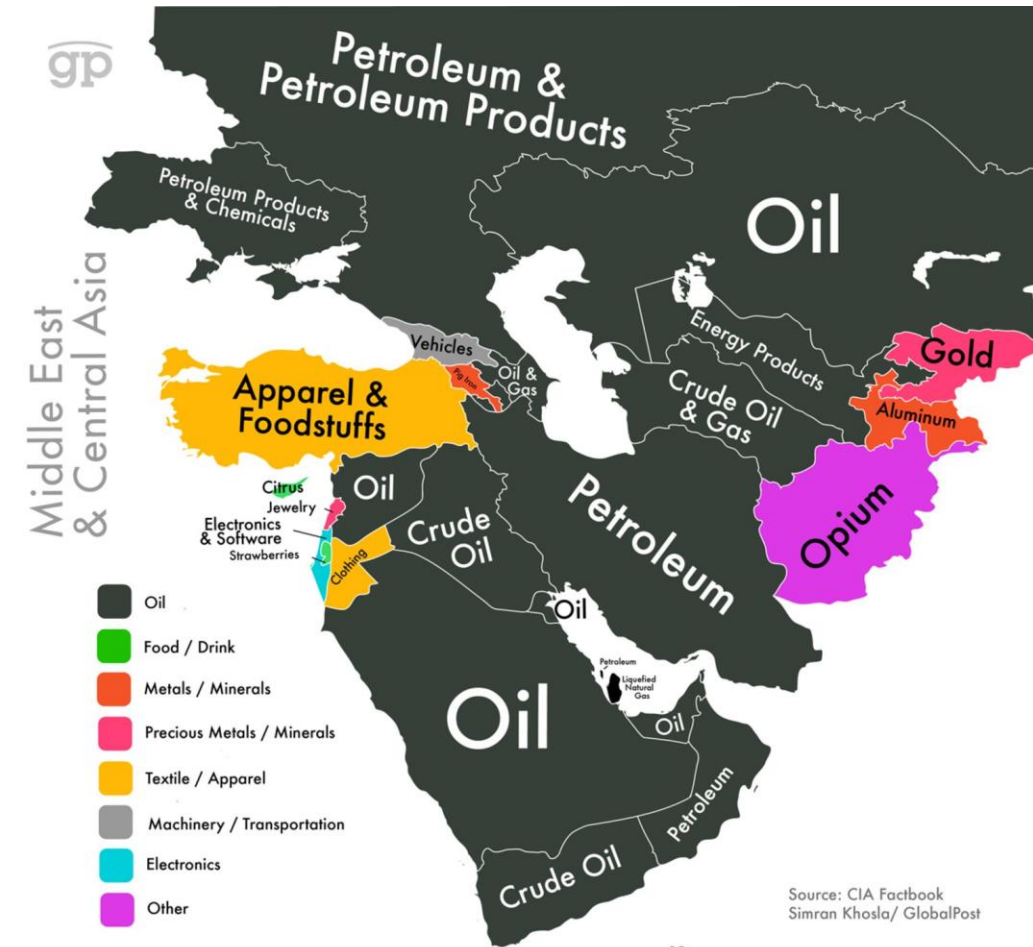 gp
Middle East
& Central Asia
Petroleum &
Petroleum Products
Petroleum Products
& Chemicals
Oil
Energy Products
Vehicles
Pig Iron
Oil &
Gas
Crude Oil
& Gas
Gold
Aluminum
Apparel &
Foodstuffs
Opium
Citrus
Jewelry
Oil
Crude
Oil
Petroleum
Electronics
& Software
Strawberries
Clothing
Oil
Petroleum
Liquefied
Natural
Gas
Oil
Oil
Petroleum
Crude Oil
Oil
Food / Drink
Metals / Minerals
Precious Metals / Minerals
Textile / Apparel
Machinery / Transportation
Electronics
Other
Source: CIA Factbook
Simran Khosla/ GlobalPost